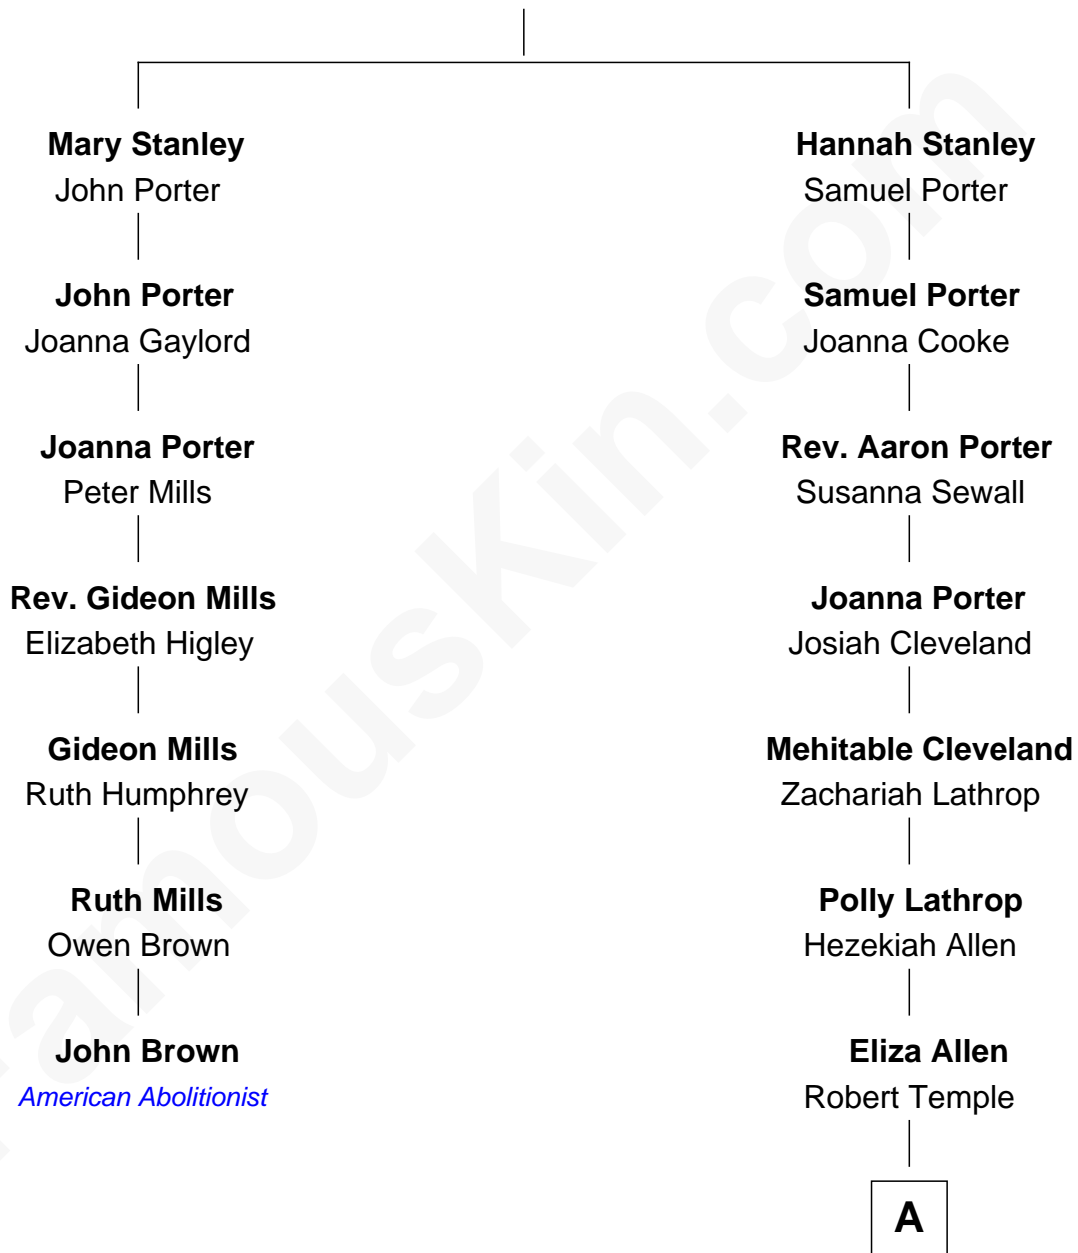 Mary Stanley
John Porter
John Porter
Joanna Gaylord
Joanna Porter
Peter Mills
Rev. Gideon Mills
Elizabeth Higley
Gideon Mills
Ruth Humphrey
Ruth Mills
Owen Brown
John Brown
American Abolitionist
Hannah Stanley
Samuel Porter
Samuel Porter
Joanna Cooke
Rev. Aaron Porter
Susanna Sewall
Joanna Porter
Josiah Cleveland
Mehitable Cleveland
Zachariah Lathrop
Polly Lathrop
Hezekiah Allen
Eliza Allen
Robert Temple
A
FamousKin.com